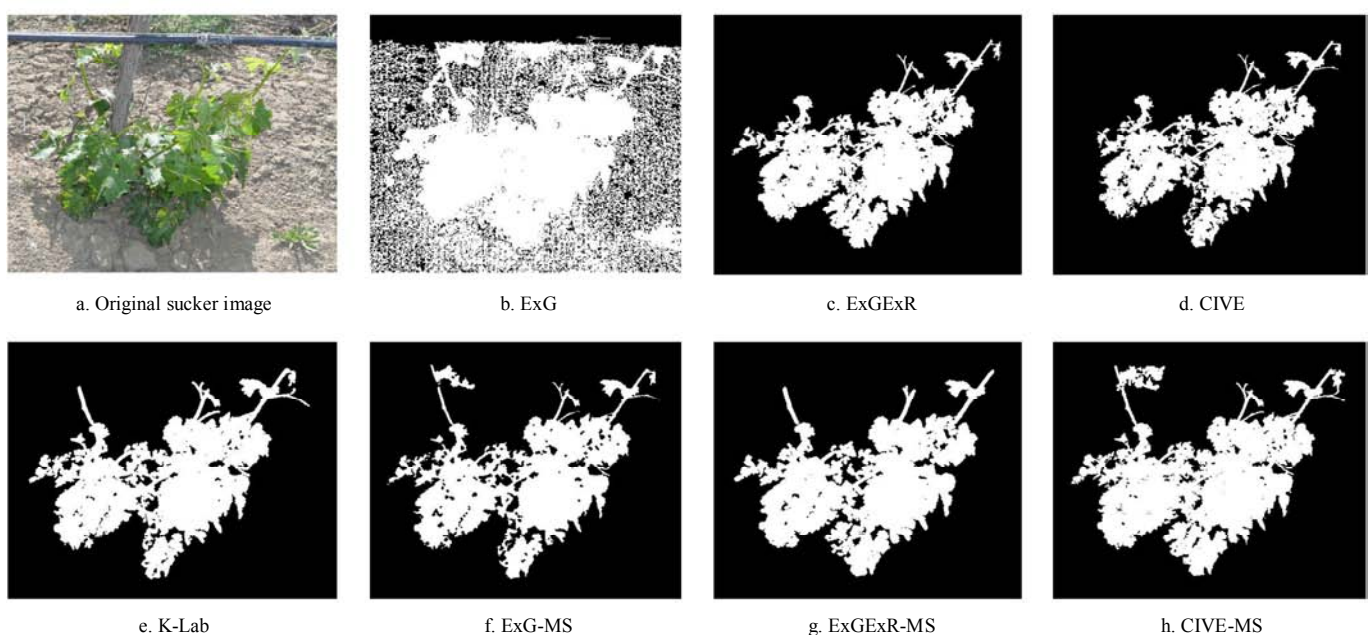 a. Original sucker image
b. ExG
c. ExGExR
d. CIVE
e. K-Lab
f. ExG-MS
g. ExGExR-MS
h. CIVE-MS